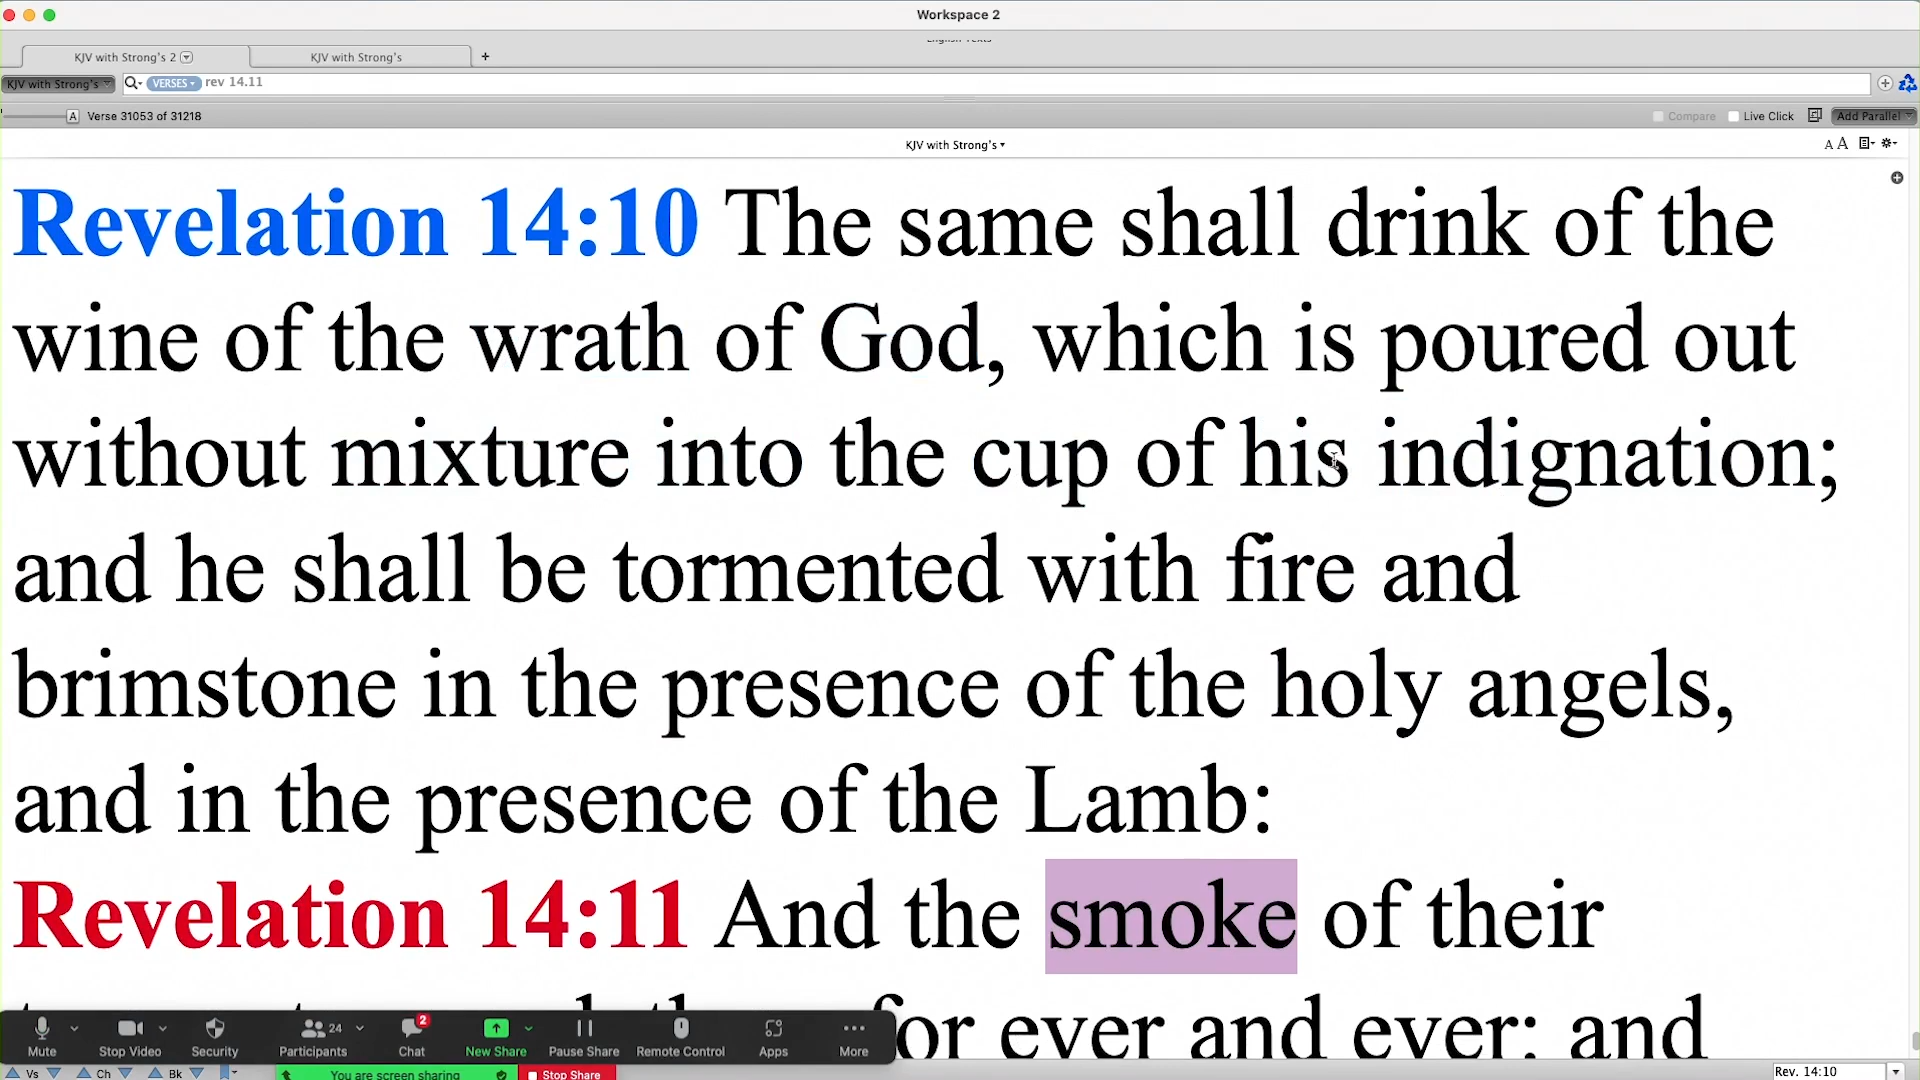 Workspace 2
English Texts
KJV with Strong's 2
KJV with Strong's
+
KJV with Strong's
VERSES
rev 14.11
A
Verse 31053 of 31218
Compare
Live Click
Add Parallel
KJV with Strong's
A A
Revelation 14:10 The same shall drink of the
wine of the wrath of God, which is poured out
without mixture into the cup of his indignation;
and he shall be tormented with fire and
brimstone in the presence of the holy angels,
and in the presence of the Lamb:
Revelation 14:11 And the smoke of their
for ever and ever: and
24
2
Mute
Stop Video
Security
Participants
Chat
New Share
Pause Share
Remote Control
Apps
More
Vs
Ch
Bk
You are screen sharing
Stop Share
Rev. 14:10